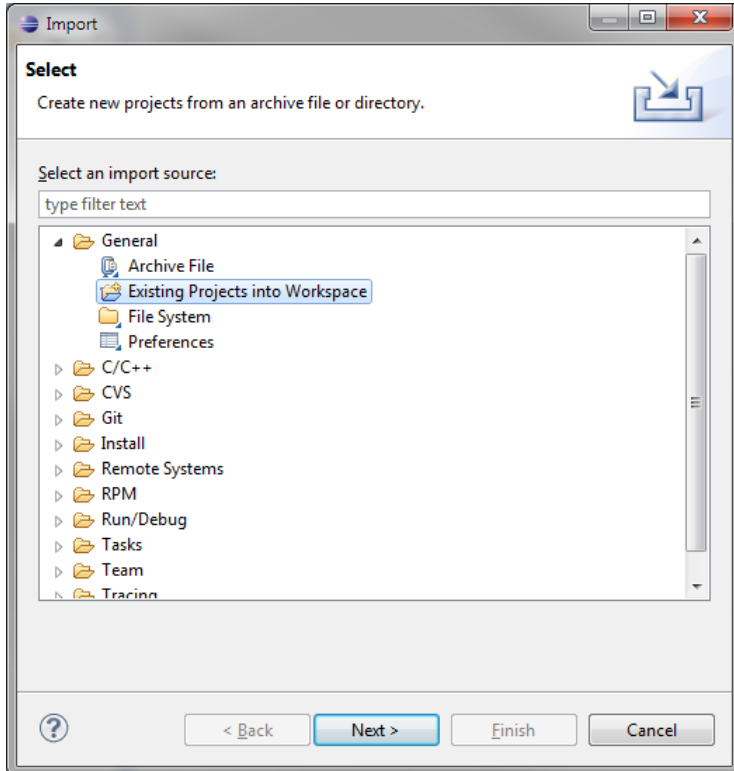 Import
Select
Create new projects from an archive file or directory.
Select an import source:
type filter text
General
Archive File
Existing Projects into Workspace
File System
Preferences
C/C++
CVS
Git
Install
Remote Systems
RPM
Run/Debug
Tasks
Team
Tracing
? < Back Next > Finish Cancel